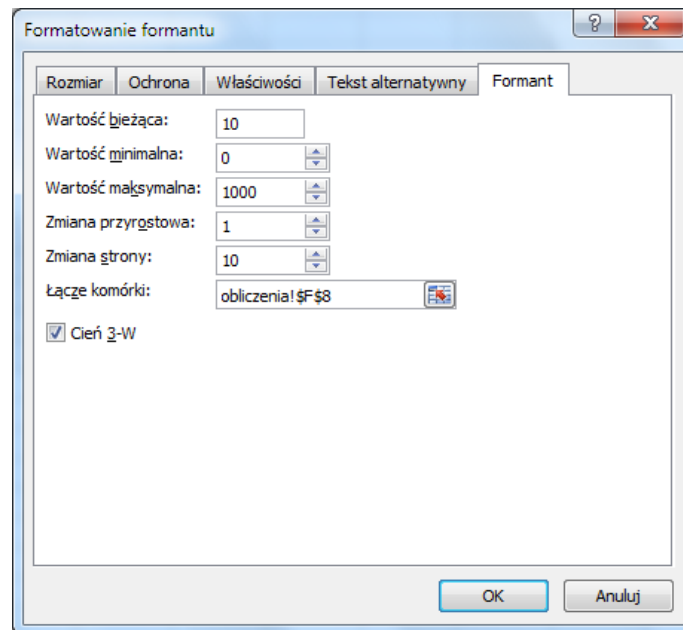 Formatowanie formantu
Rozmiar Ochrona Właściwości Tekst alternatywny Formant
Wartość bieżąca: 10
Wartość minimalna: 0
Wartość maksymalna: 1000
Zmiana przyrostowa: 1
Zmiana strony: 10
Łącze komórki: obliczenia!$F$8
Cień 3-W
OK Anuluj